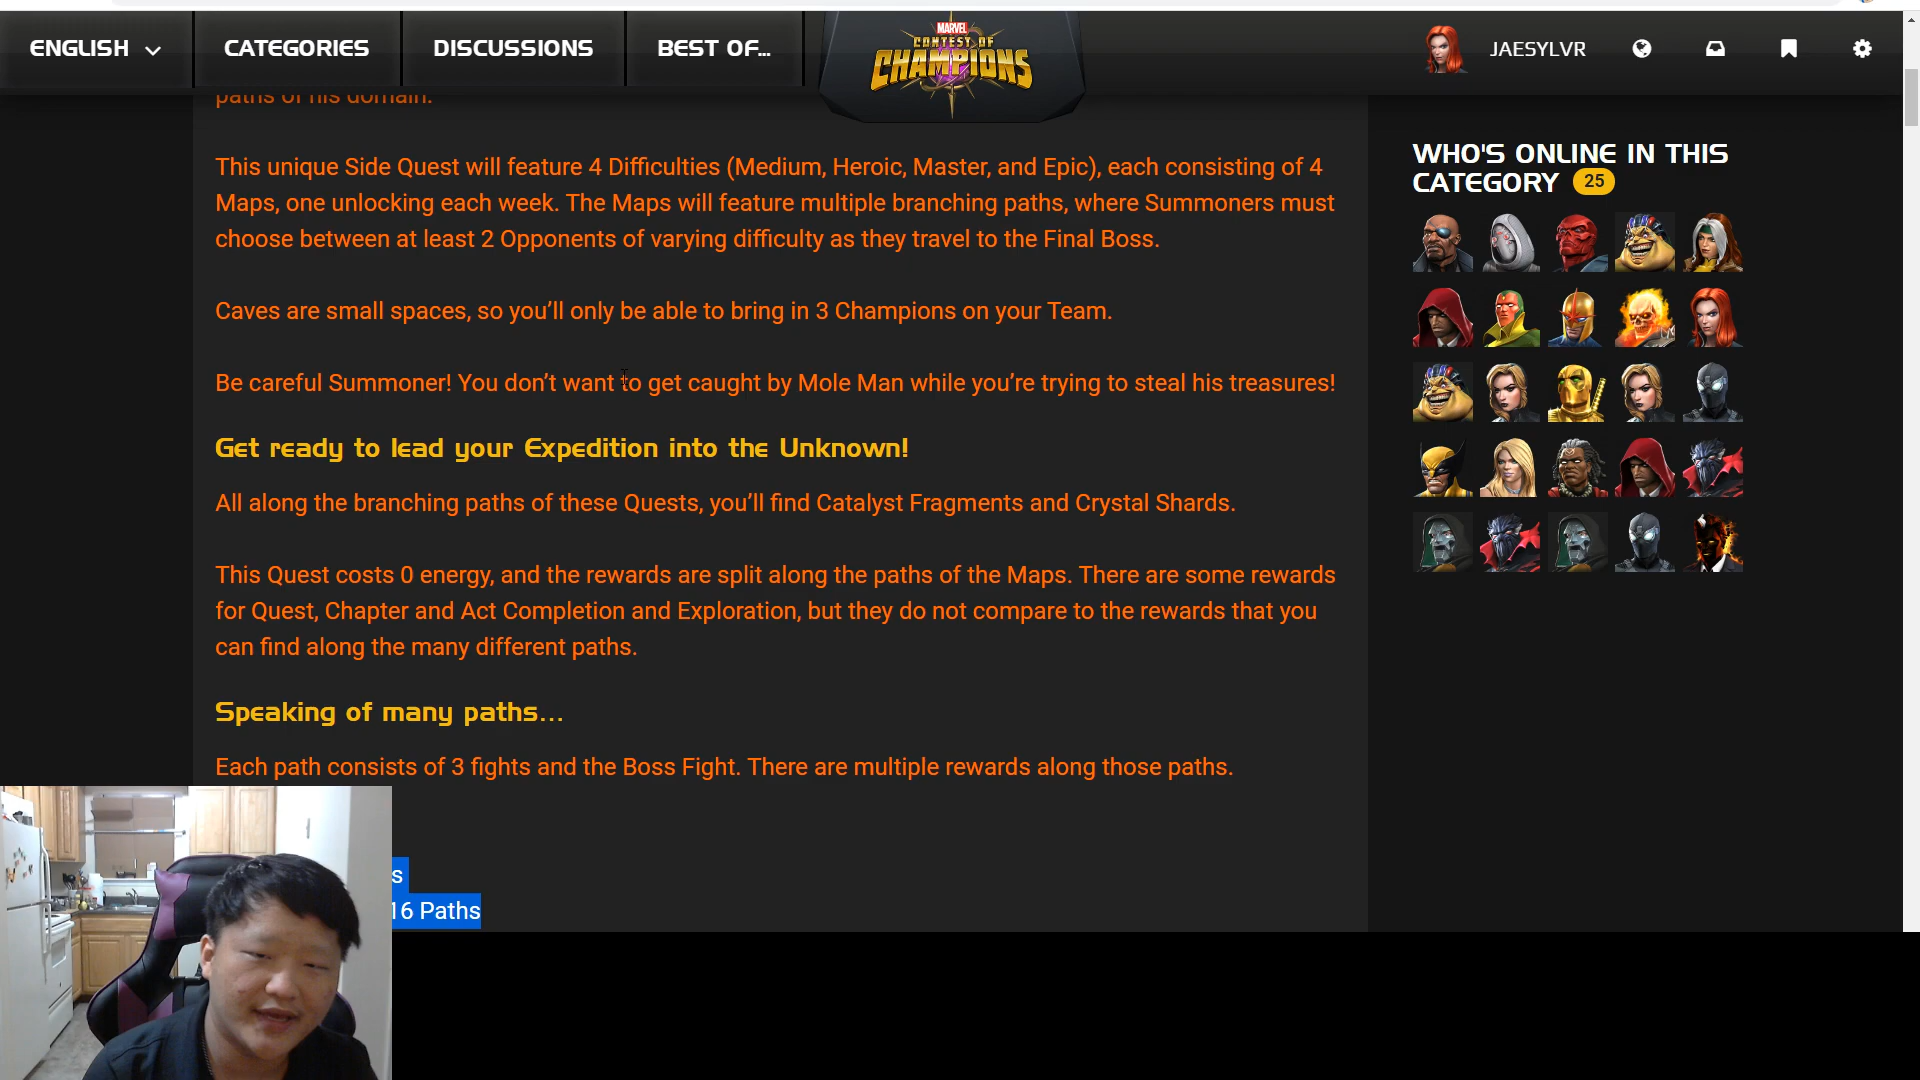 ENGLISH
CATEGORIES
DISCUSSIONS
BEST OF...
MARVEL
CONTEST OF
CHAMPIONS
JAESYLVR
paths of his domain.
This unique Side Quest will feature 4 Difficulties (Medium, Heroic, Master, and Epic), each consisting of 4
Maps, one unlocking each week. The Maps will feature multiple branching paths, where Summoners must
choose between at least 2 Opponents of varying difficulty as they travel to the Final Boss.
Caves are small spaces, so you’ll only be able to bring in 3 Champions on your Team.
Be careful Summoner! You don’t want to get caught by Mole Man while you’re trying to steal his treasures!
Get ready to lead your Expedition into the Unknown!
All along the branching paths of these Quests, you’ll find Catalyst Fragments and Crystal Shards.
This Quest costs 0 energy, and the rewards are split along the paths of the Maps. There are some rewards
for Quest, Chapter and Act Completion and Exploration, but they do not compare to the rewards that you
can find along the many different paths.
Speaking of many paths...
Each path consists of 3 fights and the Boss Fight. There are multiple rewards along those paths.
s
16 Paths
WHO'S ONLINE IN THIS
CATEGORY 25